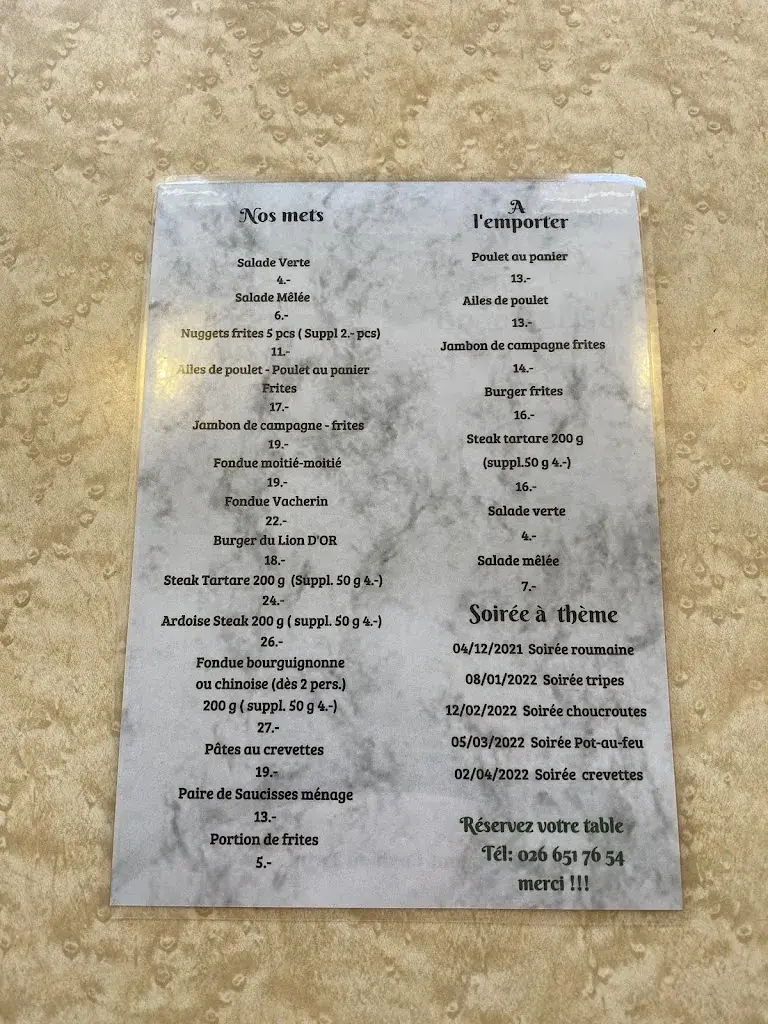 Nos mets
Salade Verte
4.-
Salade Mêlée
6.-
Nuggets frites 5 pcs ( Suppl 2.- pcs)
11.-
Ailes de poulet - Poulet au panier
Frites
17.-
Jambon de campagne - frites
19.-
Fondue moitié-moitié
19.-
Fondue Vacherin
22.-
Burger du Lion D'OR
18.-
Steak Tartare 200 g (Suppl. 50 g 4.-)
24.-
Ardoise Steak 200 g ( suppl. 50 g 4.-)
26.-
Fondue bourguignonne
ou chinoise (dès 2 pers.)
200 g ( suppl. 50 g 4.-)
27.-
Pâtes au crevettes
19.-
Paire de Saucisses ménage
13.-
Portion de frites
5.-
A
l'emporter
Poulet au panier
13.-
Ailes de poulet
13.-
Jambon de campagne frites
14.-
Burger frites
16.-
Steak tartare 200 g
(suppl.50 g 4.-)
16.-
Salade verte
4.-
Salade mêlée
7.-
Soirée à thème
04/12/2021 Soirée roumaine
08/01/2022 Soirée tripes
12/02/2022 Soirée choucroutes
05/03/2022 Soirée Pot-au-feu
02/04/2022 Soirée crevettes
Réservez votre table
Tél: 026 651 76 54
merci !!!